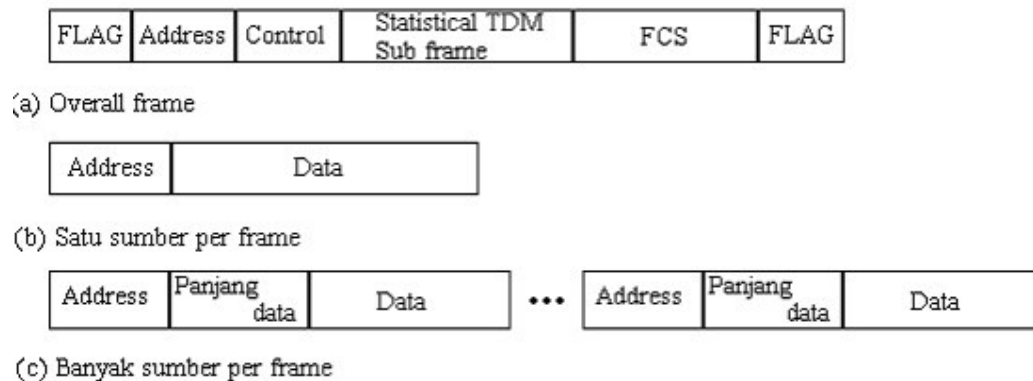 FLAG Address Control Statistical TDM FCS FLAG
Sub frame
(a) Overall frame
Address Data
(b) Satu sumber per frame
Address Panjang data Data ••• Address Panjang data Data
(c) Banyak sumber per frame